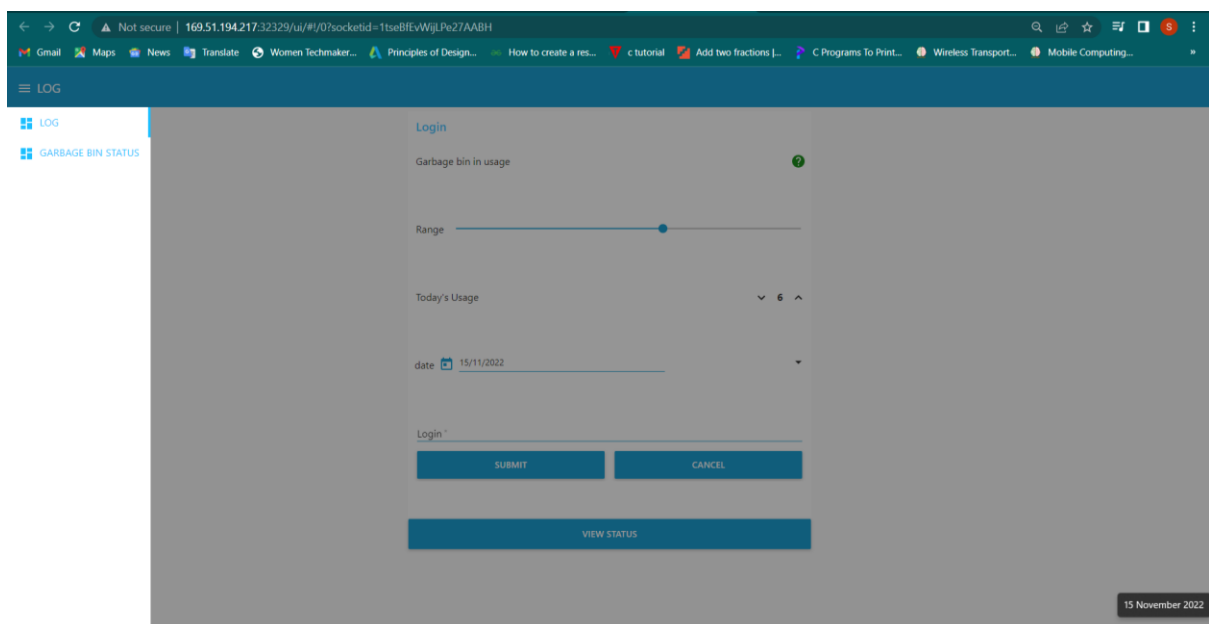 Not secure | 169.51.194.217:32329/ui/#!/0?socketid=1tseBfEvWijLPe27AABH S
Gmail Maps News Translate Women Techmaker... Principles of Design... How to create a res... c tutorial Add two fractions |... C Programs To Print... Wireless Transport... Mobile Computing... »
LOG
LOG
GARBAGE BIN STATUS
Login
Garbage bin in usage ?
Range
Today's Usage 6
date 15/11/2022
Login *
SUBMIT CANCEL
VIEW STATUS
15 November 2022